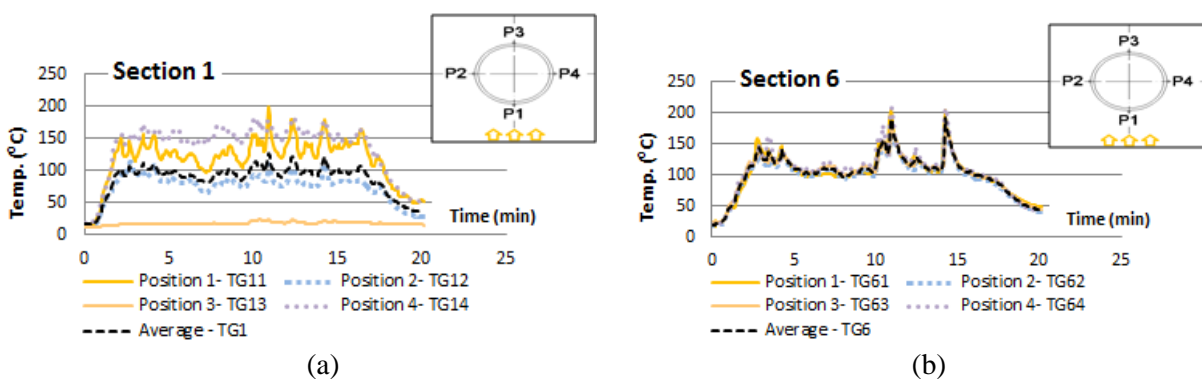 Section 1
P3
P2
P4
P1
Temp. (⁰C)
250
200
150
100
50
0
0 5 10 15 20 25
Time (min)
Position 1- TG11
Position 2- TG12
Position 3- TG13
Position 4- TG14
Average - TG1
(a)
Section 6
P3
P2
P4
P1
Temp. (⁰C)
250
200
150
100
50
0
0 5 10 15 20 25
Time (min)
Position 1- TG61
Position 2- TG62
Position 3- TG63
Position 4- TG64
Average - TG6
(b)